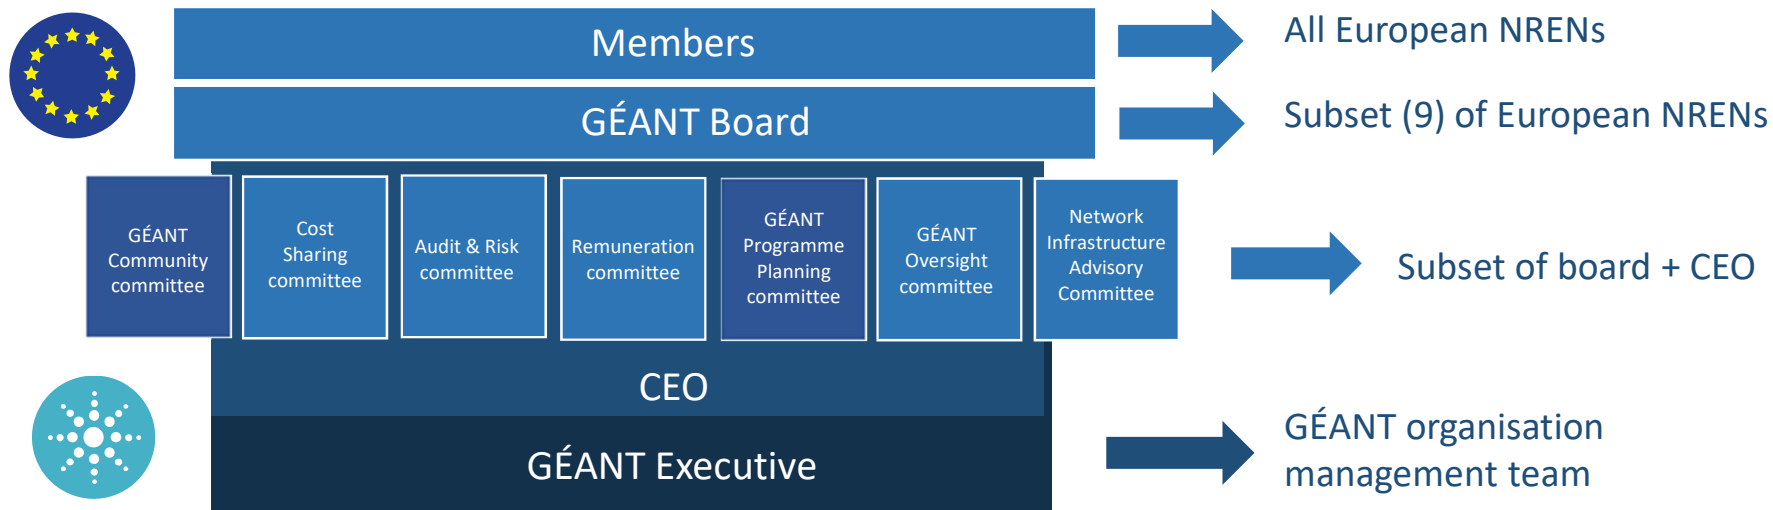 Members
All European NRENs
GÉANT Board
Subset (9) of European NRENs
GÉANT
Community
committee
Cost
Sharing
committee
Audit & Risk
committee
Remuneration
committee
GÉANT
Programme
Planning
committee
GÉANT
Oversight
committee
Network
Infrastructure
Advisory
Committee
Subset of board + CEO
CEO
GÉANT Executive
GÉANT organisation
management team